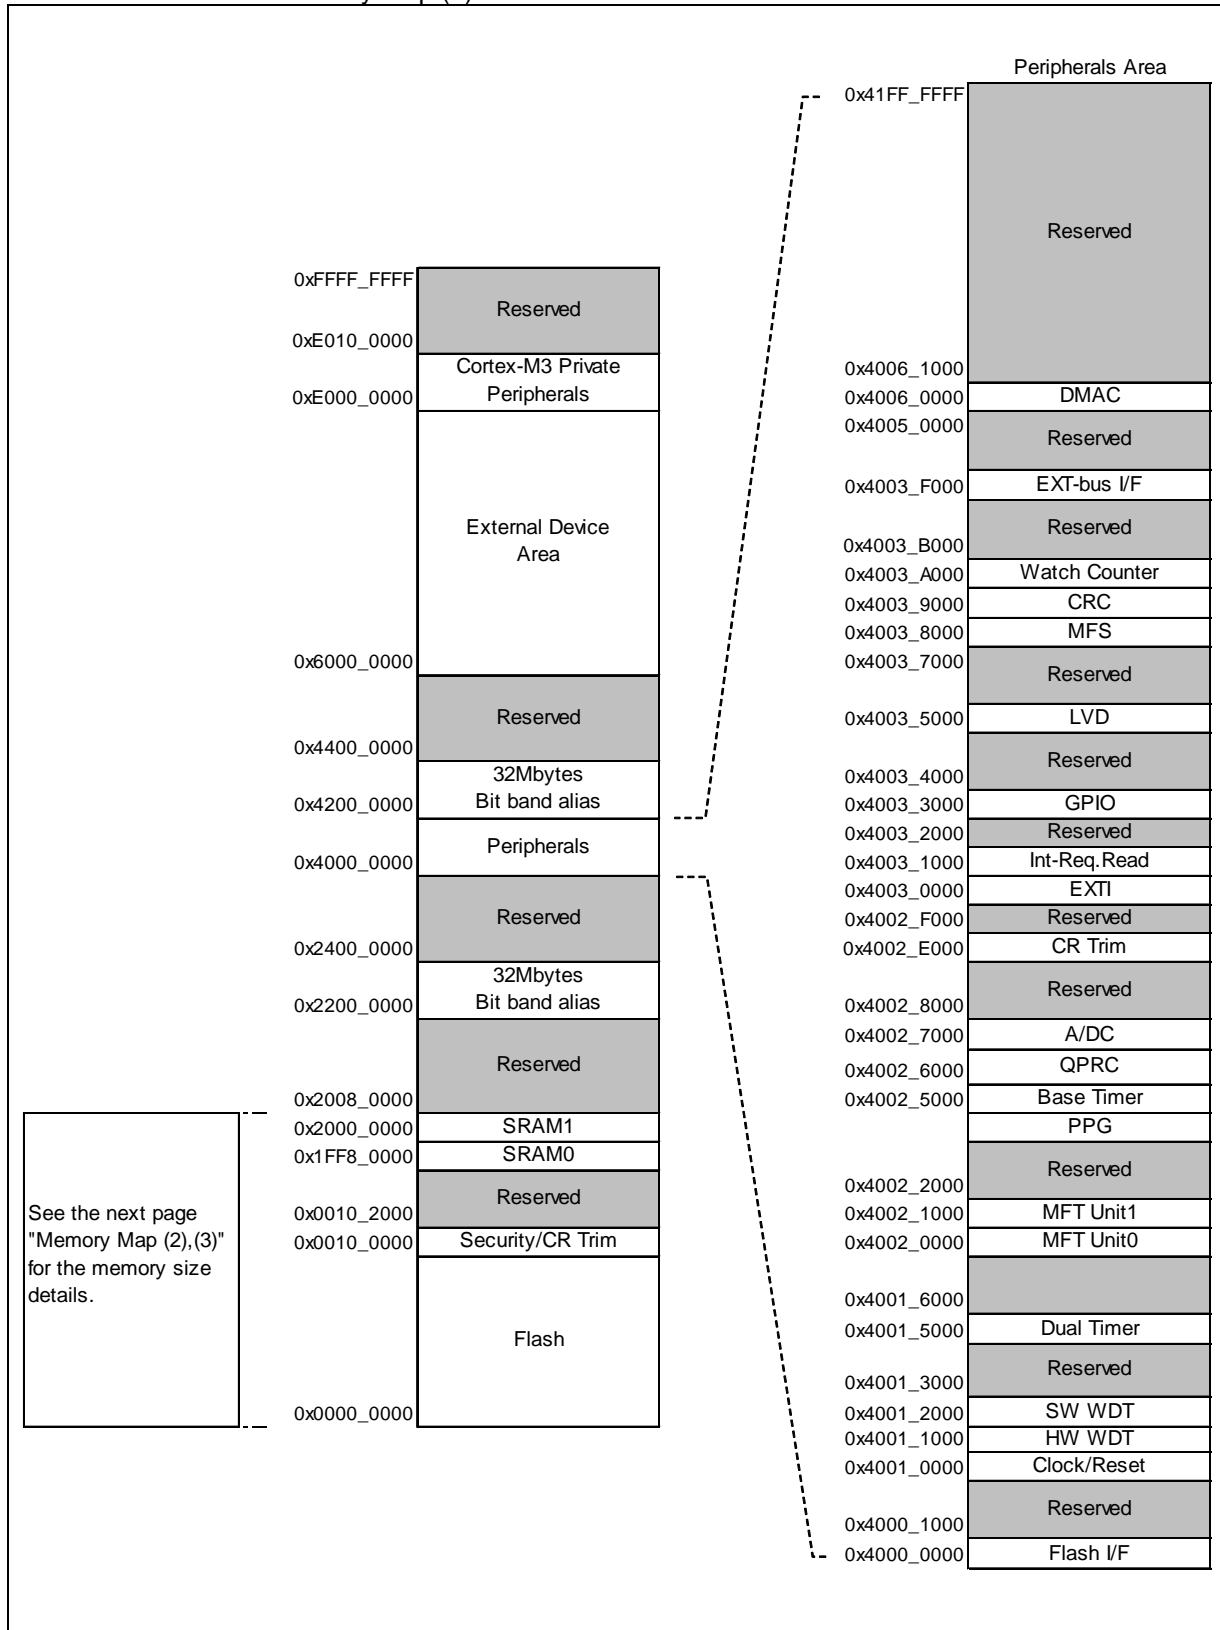 Peripherals Area
0x41FF_FFFF
Reserved
0xFFFF_FFFF
Reserved
0xE010_0000
Cortex-M3 Private
Peripherals
0xE000_0000
External Device
Area
0x6000_0000
Reserved
0x4400_0000
32Mbytes
Bit band alias
0x4200_0000
Peripherals
0x4000_0000
Reserved
0x2400_0000
32Mbytes
Bit band alias
0x2200_0000
Reserved
0x2008_0000
0x2000_0000 SRAM1
0x1FF8_0000 SRAM0
Reserved
0x0010_2000
0x0010_0000 Security/CR Trim
Flash
0x0000_0000
See the next page
"Memory Map (2),(3)"
for the memory size
details.
0x4006_1000
0x4006_0000 DMAC
0x4005_0000
Reserved
0x4003_F000 EXT-bus I/F
Reserved
0x4003_B000
0x4003_A000 Watch Counter
0x4003_9000 CRC
0x4003_8000 MFS
0x4003_7000
Reserved
0x4003_5000 LVD
Reserved
0x4003_4000
0x4003_3000 GPIO
0x4003_2000 Reserved
0x4003_1000 Int-Req.Read
0x4003_0000 EXTI
0x4002_F000 Reserved
0x4002_E000 CR Trim
Reserved
0x4002_8000
0x4002_7000 A/DC
0x4002_6000 QPRC
0x4002_5000 Base Timer
PPG
Reserved
0x4002_2000
0x4002_1000 MFT Unit1
0x4002_0000 MFT Unit0
0x4001_6000
0x4001_5000 Dual Timer
Reserved
0x4001_3000
0x4001_2000 SW WDT
0x4001_1000 HW WDT
0x4001_0000 Clock/Reset
Reserved
0x4000_1000
0x4000_0000 Flash I/F